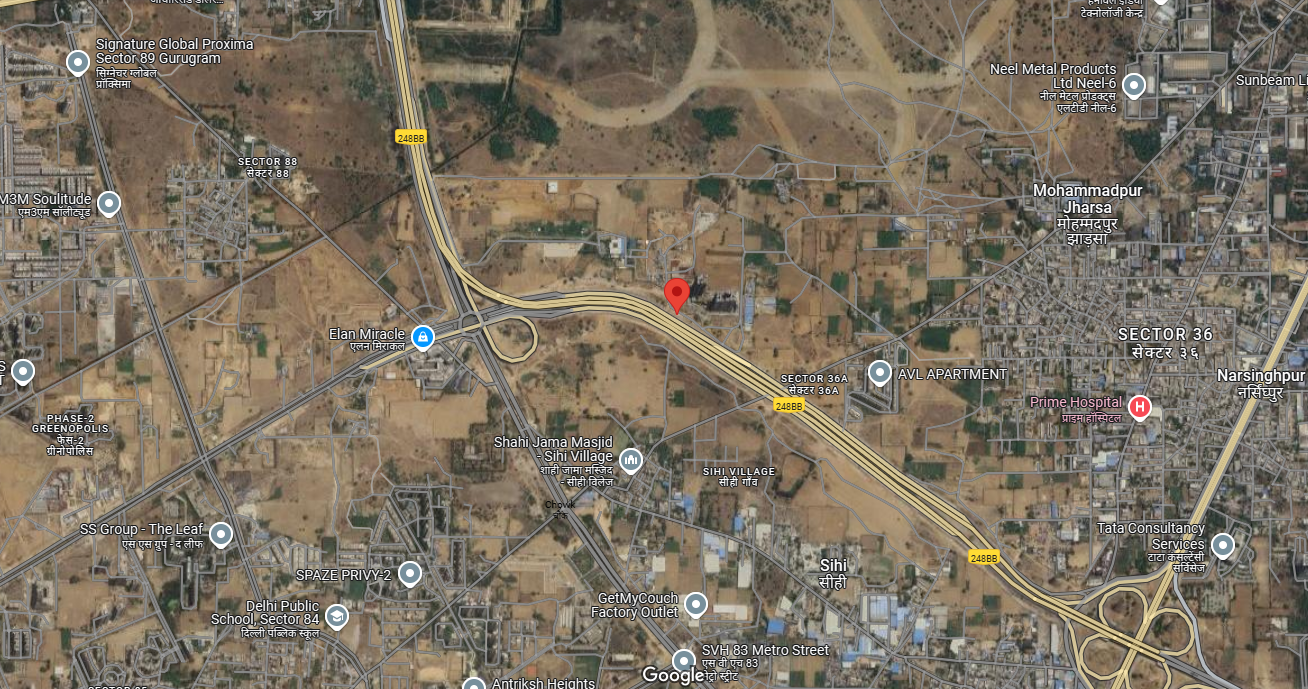 टेक्नोलॉजी केन्द्र
Signature Global Proxima
Sector 89 Gurugram
सिग्नेचर ग्लोबल
प्रॉक्सिमा
Neel Metal Products
Ltd Neel-6
नील मेटल प्रोडक्ट्स
एलटीडी नील-6
Sunbeam Li
248BB
SECTOR 88
सेक्टर 88
M3M Soulitude
एम3एम सॉलीट्यूड
Mohammadpur
Jharsa
मोहम्मदपुर
झाड़सा
Elan Miracle
एलन मिराकल
SECTOR 36
सेक्टर ३६
Narsinghpur
नर्सिंघपुर
SECTOR 36A
सेक्टर 36A
AVL APARTMENT
248BB
Prime Hospital
प्राइम हॉस्पिटल
PHASE-2
GREENOPOLIS
फेस-2
ग्रीनोपोलिस
Shahi Jama Masjid
- Sihi Village
शाही जामा मस्जिद
- सीही विलेज
SIHI VILLAGE
सीही गाँव
Chowk
चौक
SS Group - The Leaf
एस एस ग्रुप - द लीफ
Tata Consultancy
Services
टाटा कंसल्टेंसी
सर्विसेज
248BB
SPAZE PRIVY-2
Sihi
सीही
Delhi Public
School, Sector 84
दिल्ली पब्लिक स्कूल
GetMyCouch
Factory Outlet
SVH 83 Metro Street
एस वी एच 83
मेट्रो स्ट्रीट
Google
Antriksh Heights